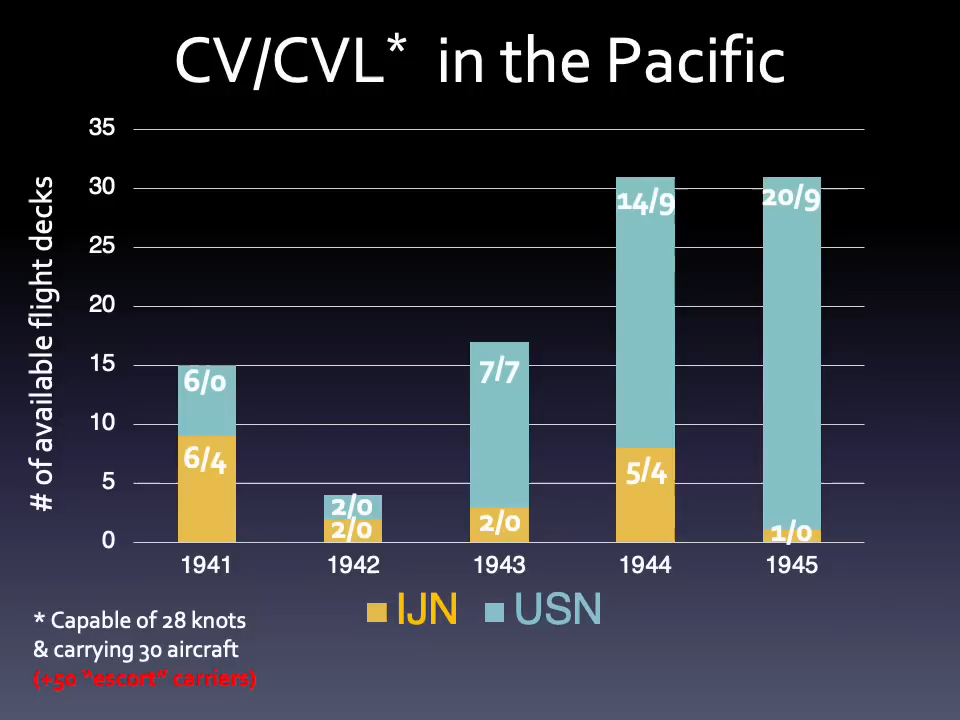 CV/CVL* in the Pacific
# of available flight decks
35
30
25
20
15
10
5
0
6/0
6/4
2/0
2/0
7/7
2/0
14/9
5/4
20/9
1/0
1941 1942 1943 1944 1945
IJN USN
* Capable of 28 knots
& carrying 30 aircraft
(+50 "escort" carriers)